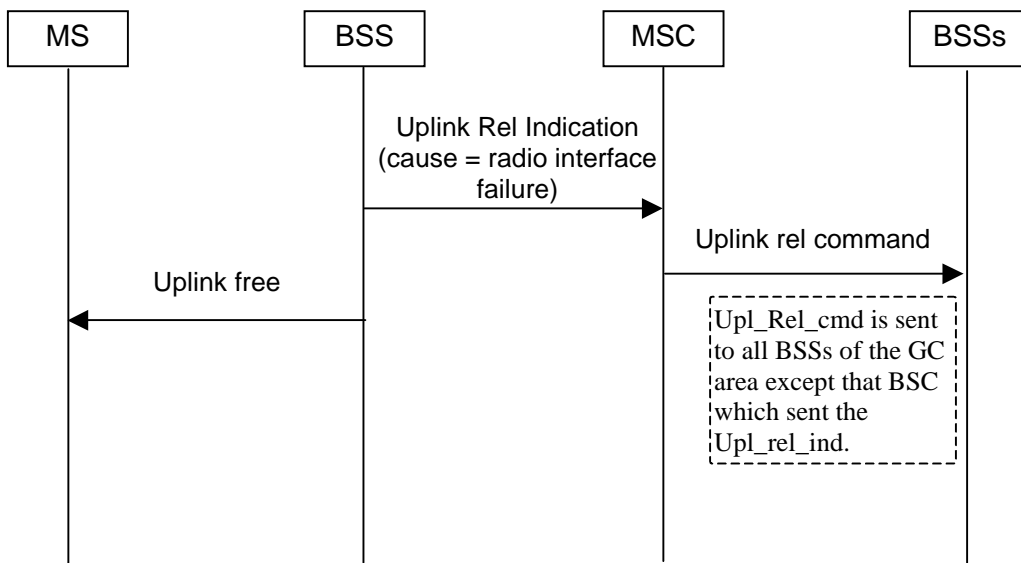 MS
BSS
MSC
BSSs
Uplink Rel Indication
(cause = radio interface
failure)
Uplink rel command
Uplink free
Upl_Rel_cmd is sent
to all BSSs of the GC
area except that BSC
which sent the
Upl_rel_ind.